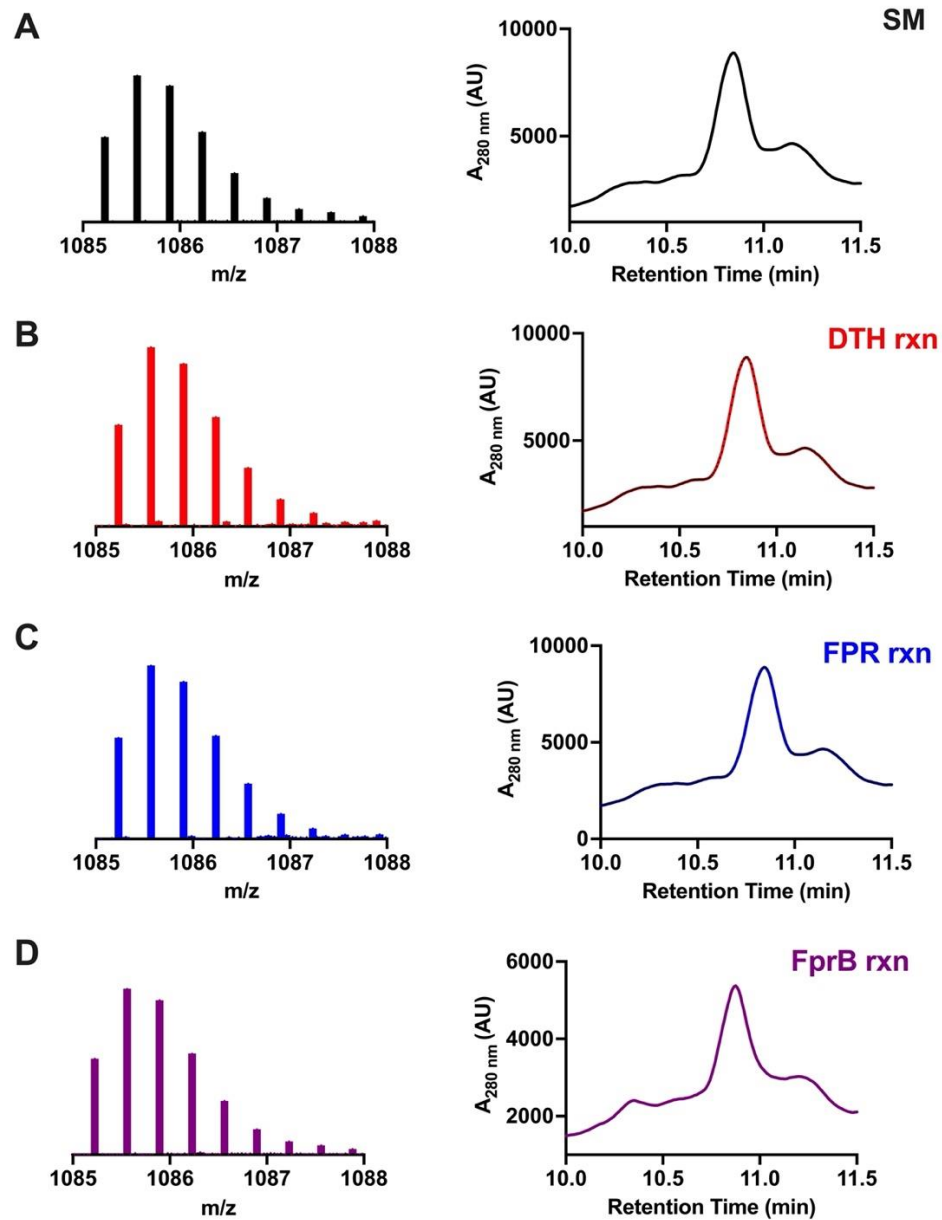 A
SM
10000
5000
A280 nm (AU)
1085 1086 1087 1088
m/z
10.0 10.5 11.0 11.5
Retention Time (min)
B
DTH rxn
10000
5000
A280 nm (AU)
1085 1086 1087 1088
m/z
10.0 10.5 11.0 11.5
Retention Time (min)
C
FPR rxn
10000
5000
0
A280 nm (AU)
1085 1086 1087 1088
m/z
10.0 10.5 11.0 11.5
Retention Time (min)
D
FprB rxn
6000
4000
2000
A280 nm (AU)
1085 1086 1087 1088
m/z
10.0 10.5 11.0 11.5
Retention Time (min)